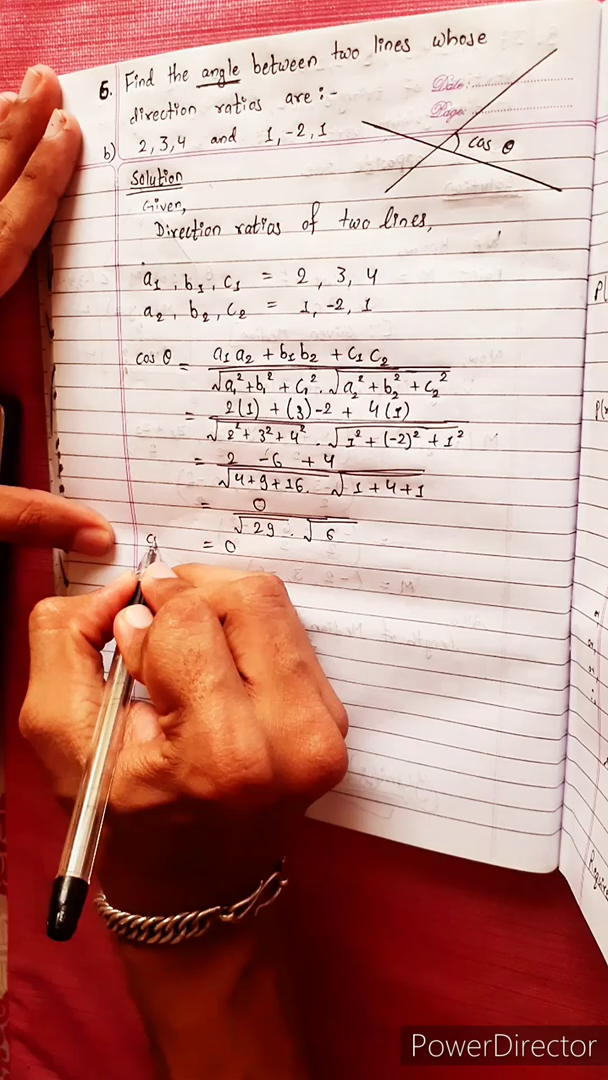 6. Find the angle between two lines whose
direction ratios are :-
Date:
Page:
b) 2, 3, 4 and 1, -2, 1
cos θ
Solution
Given,
Direction ratios of two lines,
a₁, b₁, c₁ = 2, 3, 4
a₂, b₂, c₂ = 1, -2, 1
cos θ = a₁a₂ + b₁b₂ + c₁c₂
√a₁² + b₁² + c₁² . √a₂² + b₂² + c₂²
= 2(1) + (3)-2 + 4(1)
√2² + 3² + 4² . √1² + (-2)² + 1²
= 2 -6 +4
√4+9+16 . √1+4+1
= 0
√29 . √6
= 0
PowerDirector